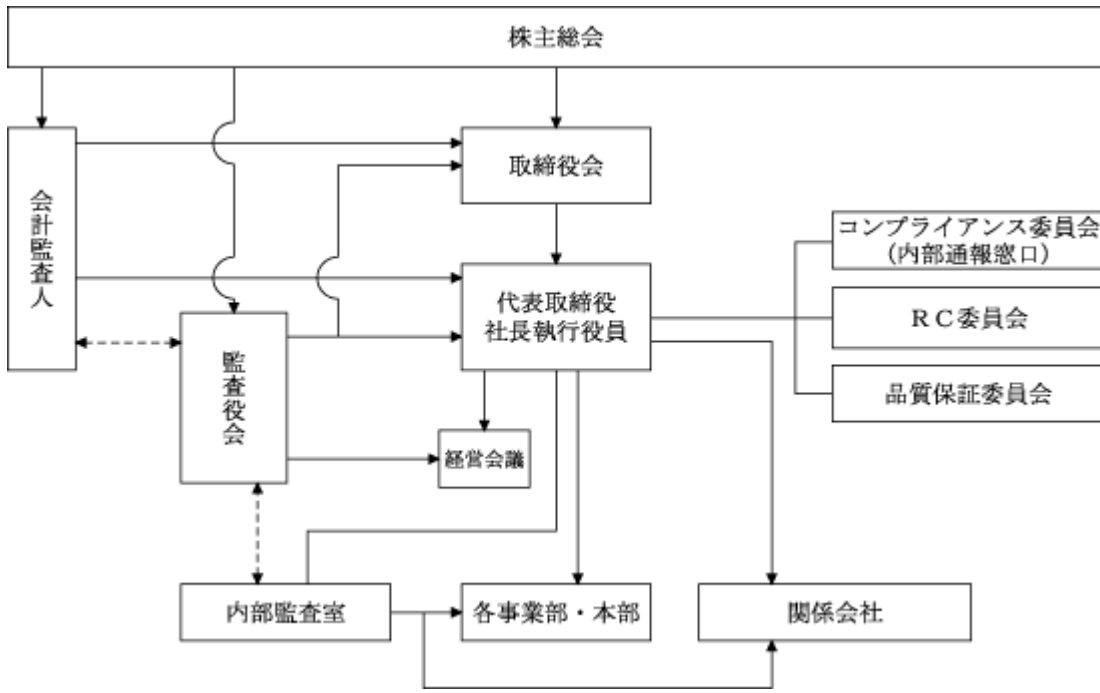 株主総会
会計監査人
取締役会
コンプライアンス委員会
（内部通報窓口）
代表取締役
社長執行役員
ＲＣ委員会
監査役会
品質保証委員会
経営会議
内部監査室
各事業部・本部
関係会社